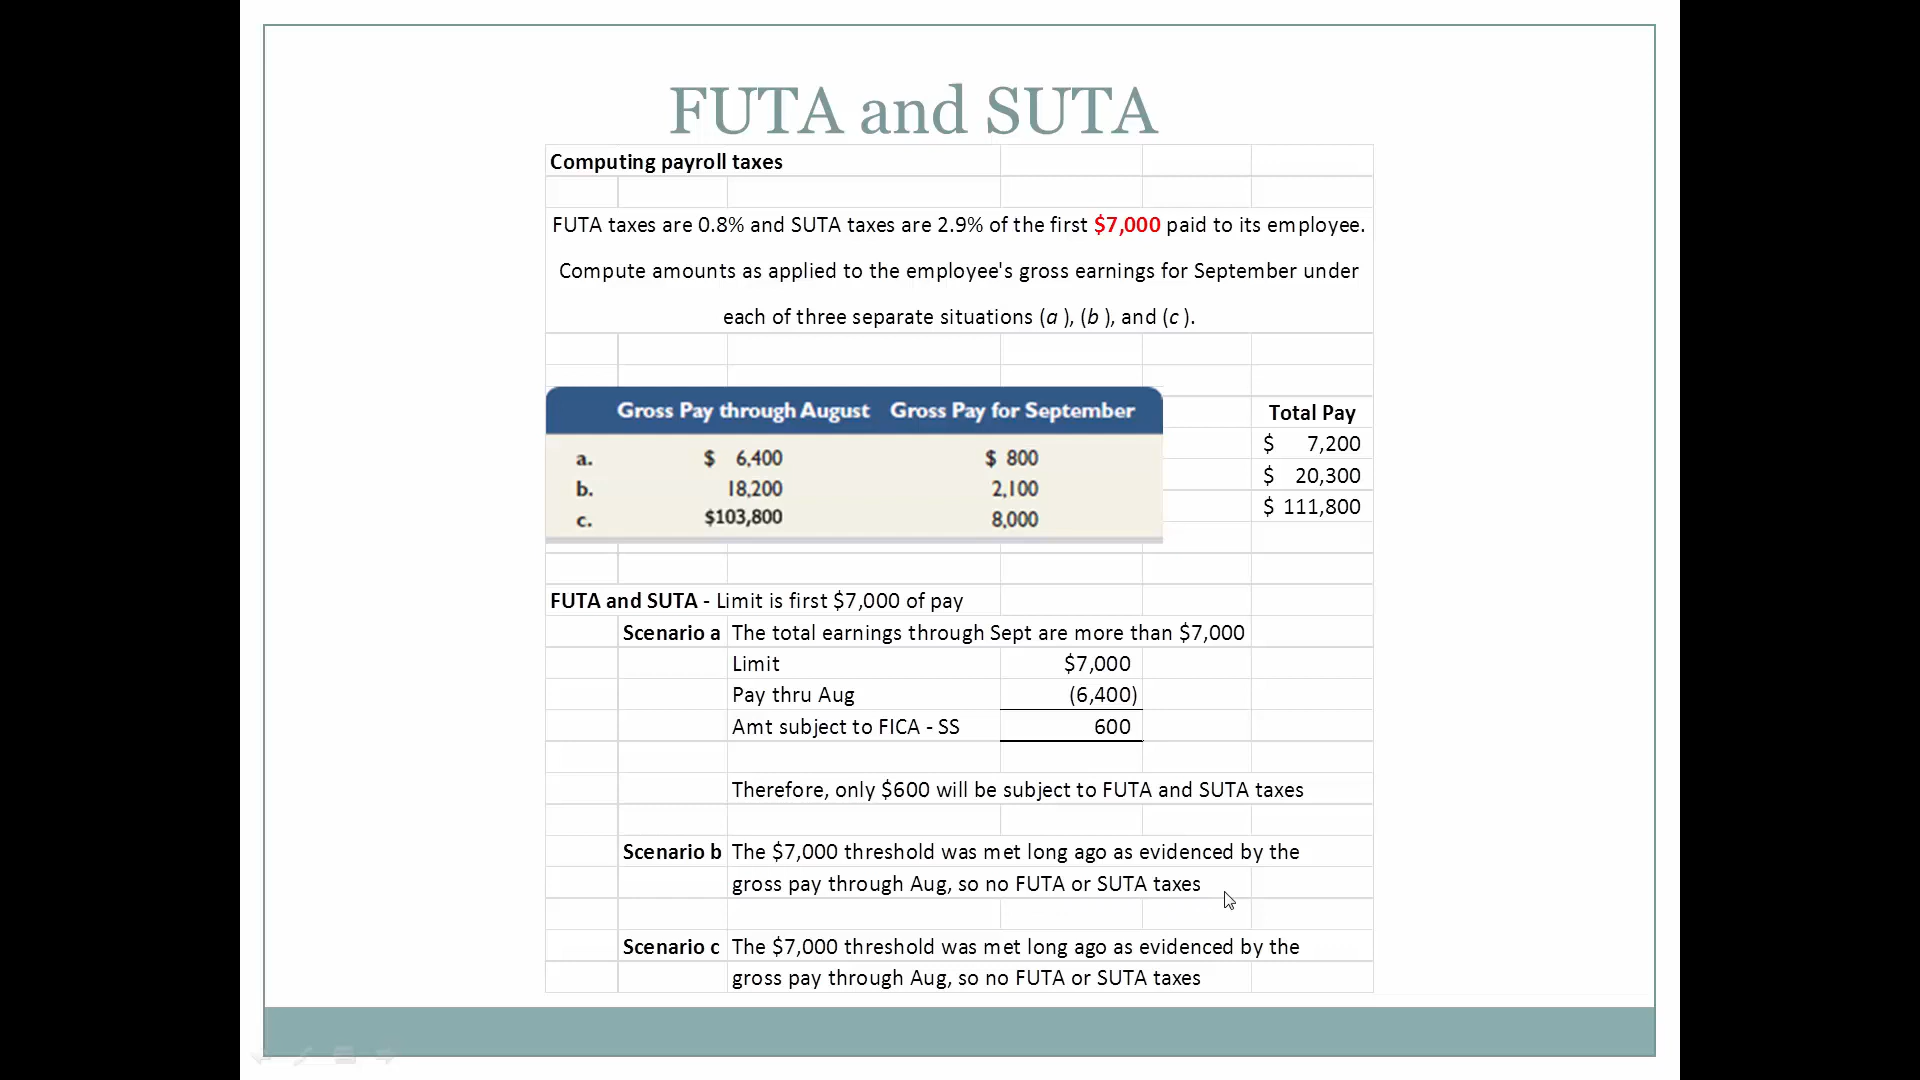 FUTA and SUTA
Computing payroll taxes
FUTA taxes are 0.8% and SUTA taxes are 2.9% of the first $7,000 paid to its employee.
Compute amounts as applied to the employee's gross earnings for September under
each of three separate situations (a ), (b ), and (c ).
Gross Pay through August Gross Pay for September Total Pay
a. $ 6,400 $ 800 $ 7,200
b. 18,200 2,100 $ 20,300
c. $103,800 8,000 $ 111,800
FUTA and SUTA - Limit is first $7,000 of pay
Scenario a The total earnings through Sept are more than $7,000
Limit $7,000
Pay thru Aug (6,400)
Amt subject to FICA - SS 600
Therefore, only $600 will be subject to FUTA and SUTA taxes
Scenario b The $7,000 threshold was met long ago as evidenced by the
gross pay through Aug, so no FUTA or SUTA taxes
Scenario c The $7,000 threshold was met long ago as evidenced by the
gross pay through Aug, so no FUTA or SUTA taxes